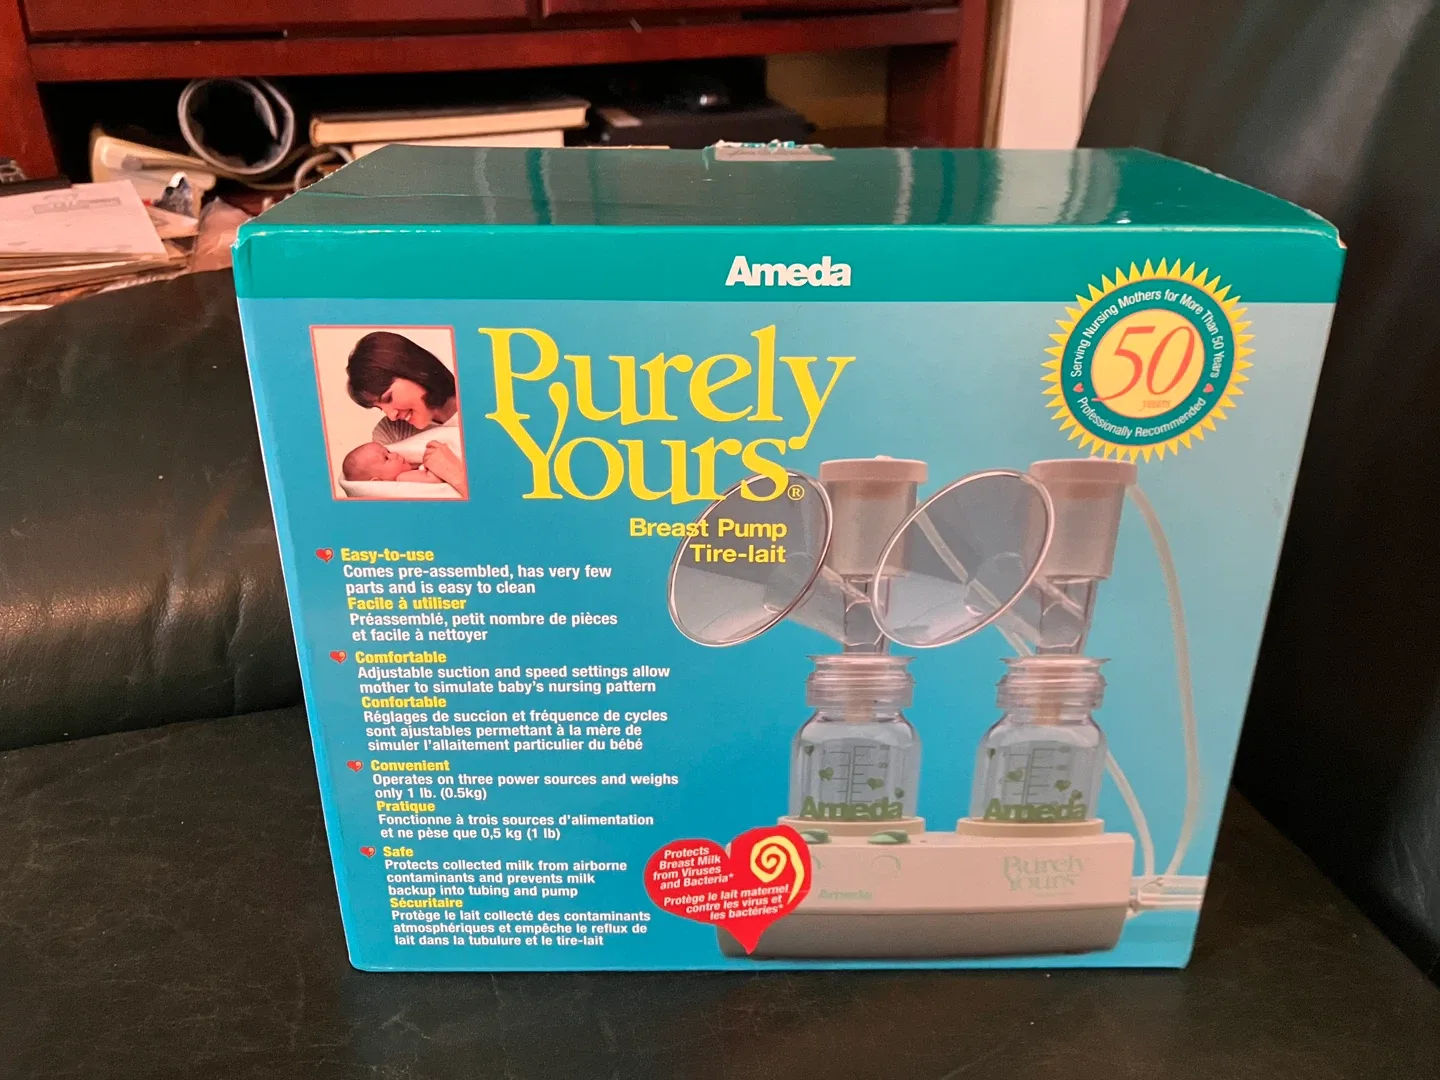 Ameda
Purely
Yours®
Breast Pump
Tire-lait
Serving Nursing Mothers for More Than 50 Years
50
years
Professionally Recommended
Easy-to-use
Comes pre-assembled, has very few
parts and is easy to clean
Facile à utiliser
Préassemblé, petit nombre de pièces
et facile à nettoyer
Comfortable
Adjustable suction and speed settings allow
mother to simulate baby's nursing pattern
Confortable
Réglages de succion et fréquence de cycles
sont ajustables permettant à la mère de
simuler l'allaitement particulier du bébé
Convenient
Operates on three power sources and weighs
only 1 lb. (0.5kg)
Pratique
Fonctionne à trois sources d'alimentation
et ne pèse que 0,5 kg (1 lb)
Safe
Protects collected milk from airborne
contaminants and prevents milk
backup into tubing and pump
Sécuritaire
Protège le lait collecté des contaminants
atmosphériques et empêche le reflux de
lait dans la tubulure et le tire-lait
Protects
Breast Milk
from Viruses
and Bacteria*
Protège le lait maternel
contre les virus et
les bactéries*
Ameda
Ameda
Ameda
Purely
Yours